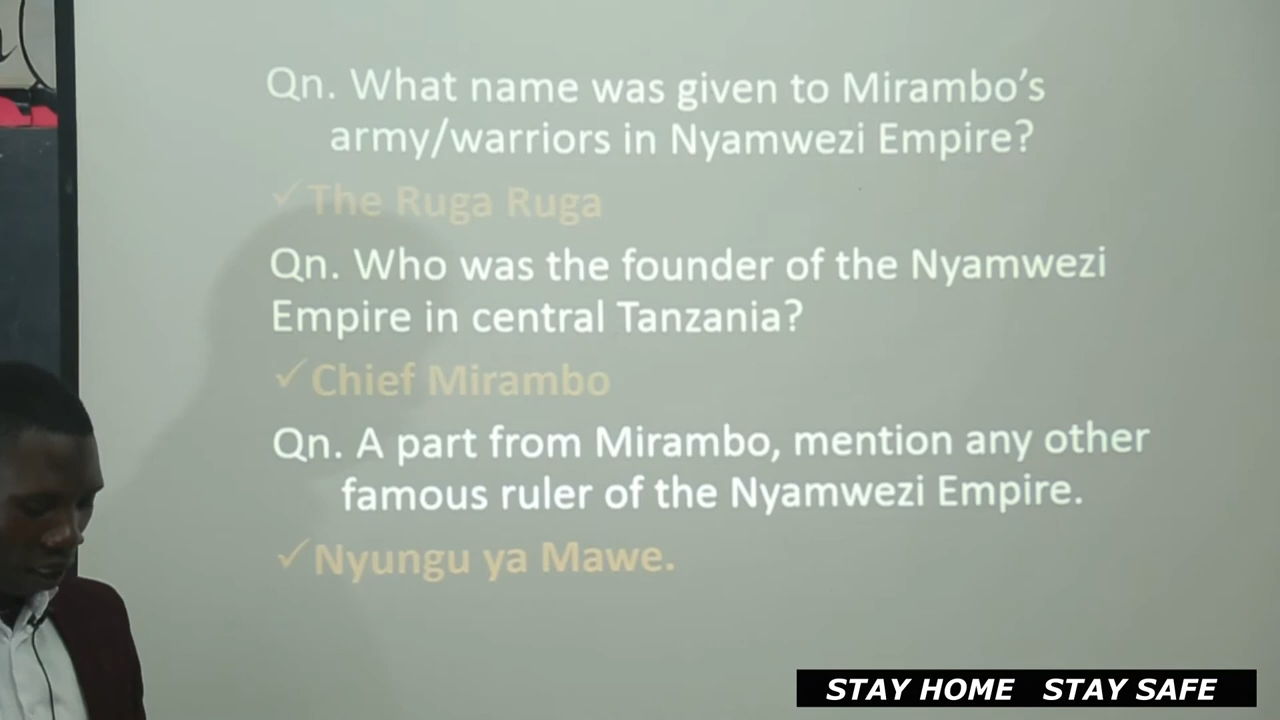 Qn. What name was given to Mirambo's
army/warriors in Nyamwezi Empire?
✓The Ruga Ruga
Qn. Who was the founder of the Nyamwezi
Empire in central Tanzania?
✓Chief Mirambo
Qn. A part from Mirambo, mention any other
famous ruler of the Nyamwezi Empire.
✓Nyungu ya Mawe.
STAY HOME STAY SAFE